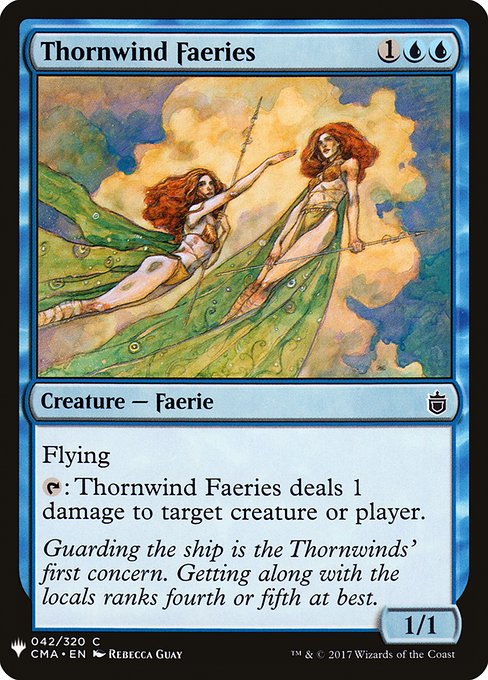 Thornwind Faeries 1
Creature — Faerie
Flying
: Thornwind Faeries deals 1
damage to target creature or player.
Guarding the ship is the Thornwinds'
first concern. Getting along with the
locals ranks fourth or fifth at best.
1/1
042/320 C
CMA • EN Rebecca Guay
™ & © 2017 Wizards of the Coast